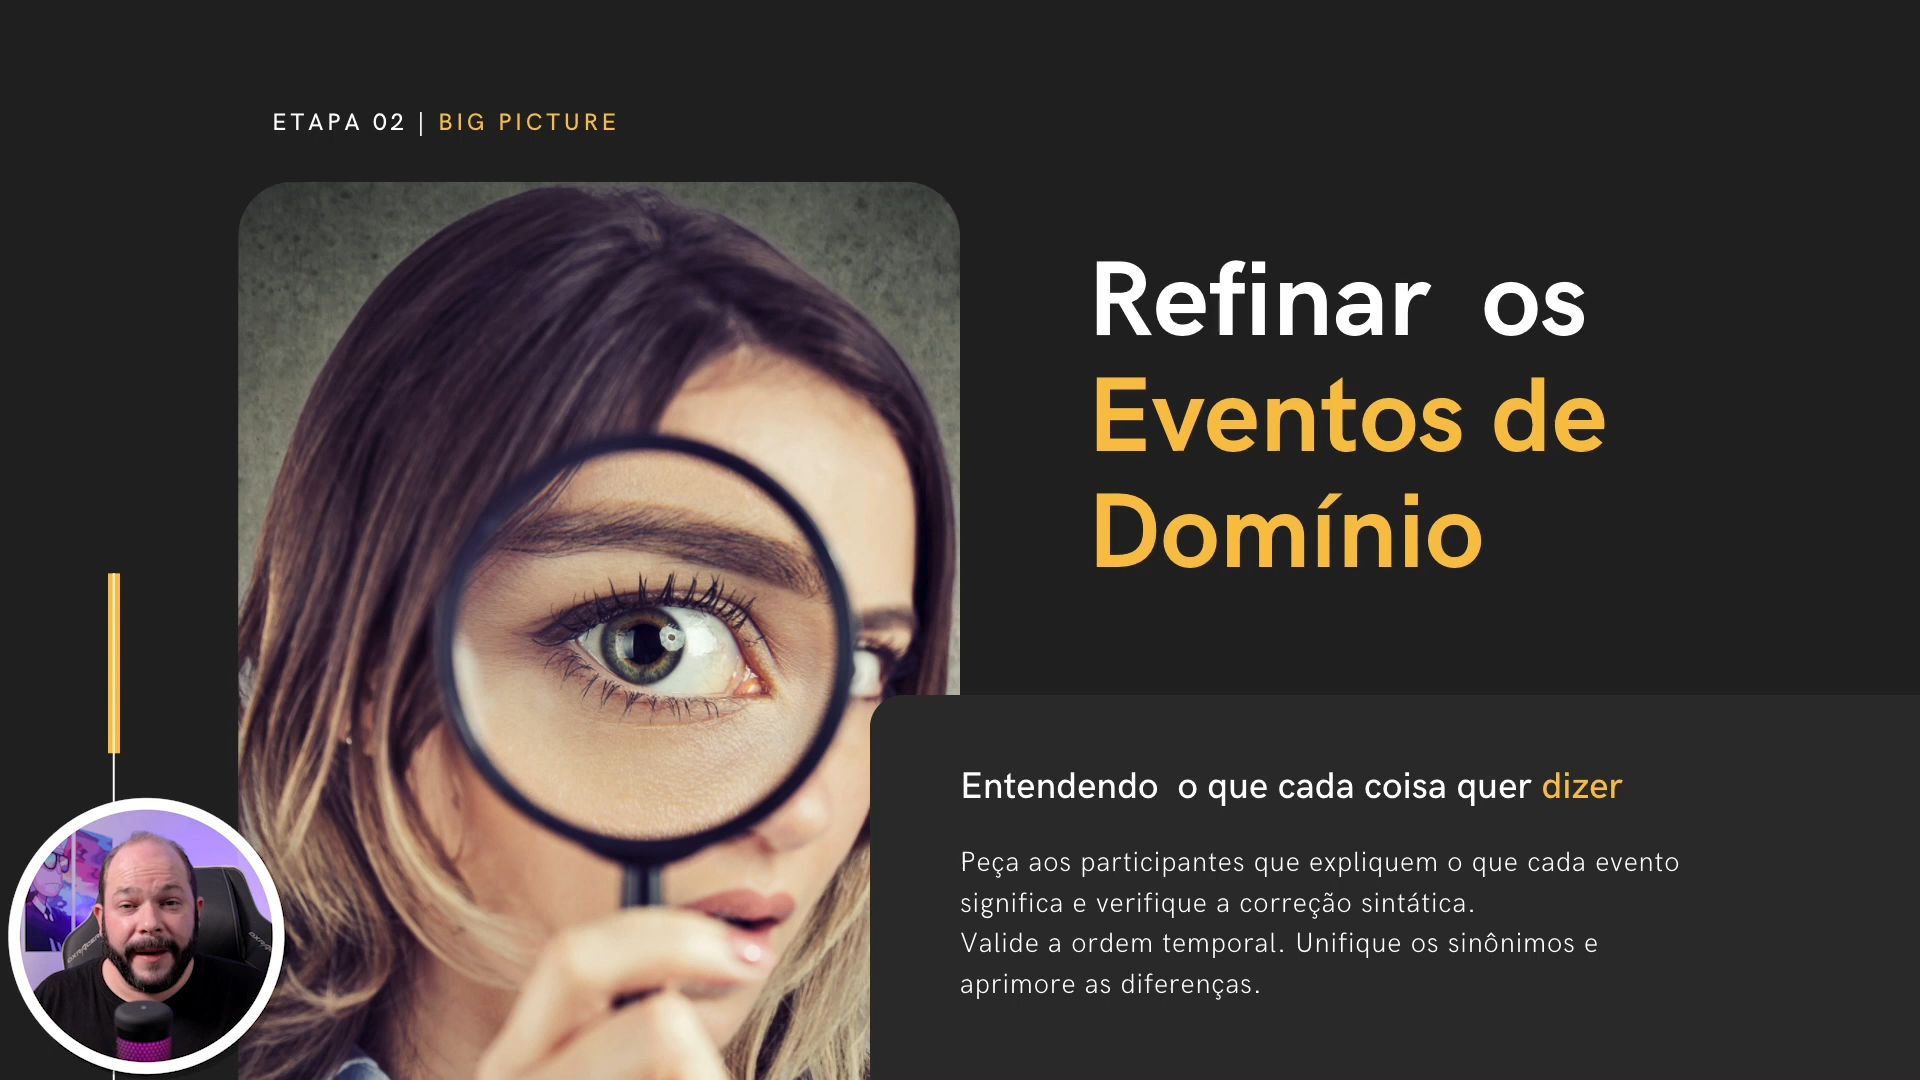 ETAPA 02 | BIG PICTURE
Refinar os
Eventos de
Domínio
Entendendo o que cada coisa quer dizer
Peça aos participantes que expliquem o que cada evento
significa e verifique a correção sintática.
Valide a ordem temporal. Unifique os sinônimos e
aprimore as diferenças.